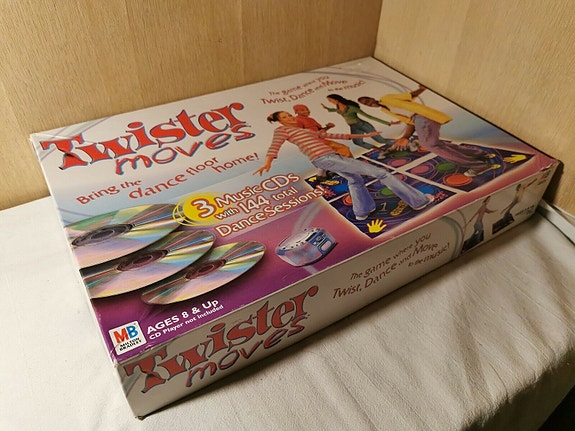 The game where you
Twist, Dance and Move
to the music!
Twister
moves
Bring the
dance floor
home!
3 Music CDs
with 144 total
Dance Sessions!
MB
MILTON
BRADLEY
AGES 8 & Up
CD Player not included
The game where you
Twist, Dance and Move
to the music!
Twister
moves